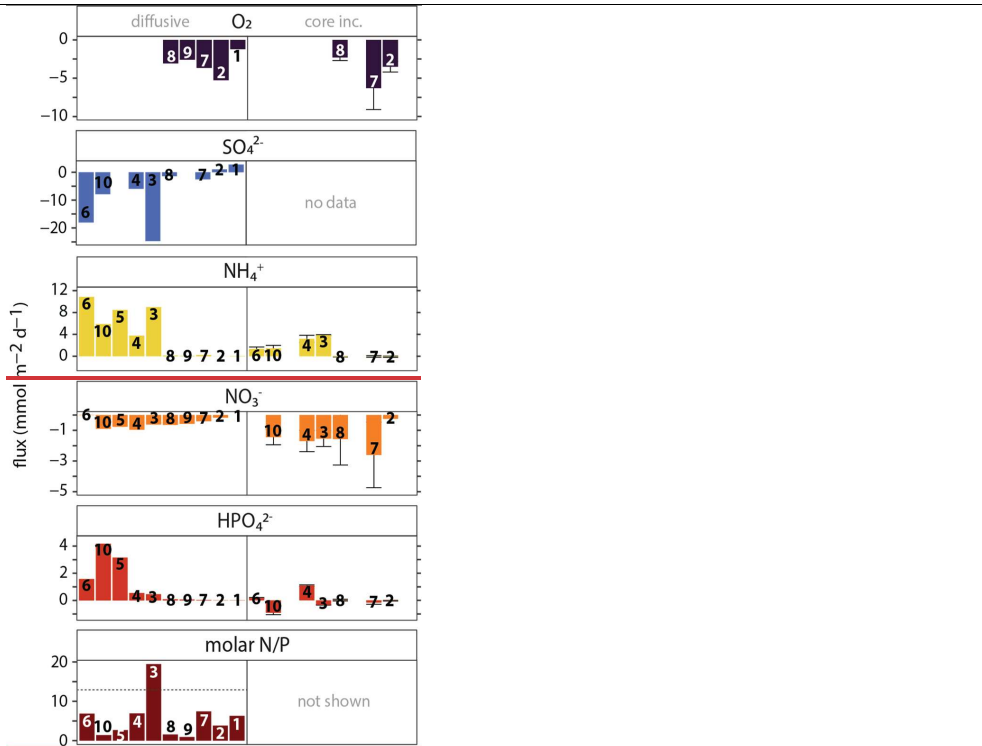 diffusive O₂ core inc.
0
−5
−10
8 9 7 2 1 8 7 2
SO₄²⁻
0
−10
−20
6 10 4 3 8 7 2 1
no data
NH₄⁺
12
8
4
0
6 10 5 4 3 8 9 7 2 1 6 10 4 3 8 7 2
flux (mmol m−2 d−1)
NO₃⁻
−1
−3
−5
6 10 5 4 3 8 9 7 2 1 10 4 3 8 7 2
HPO₄²⁻
4
2
0
6 10 5 4 3 8 9 7 2 1 6 10 4 3 8 7 2
molar N/P
20
10
0
6 10 5 4 3 8 9 7 2 1
not shown